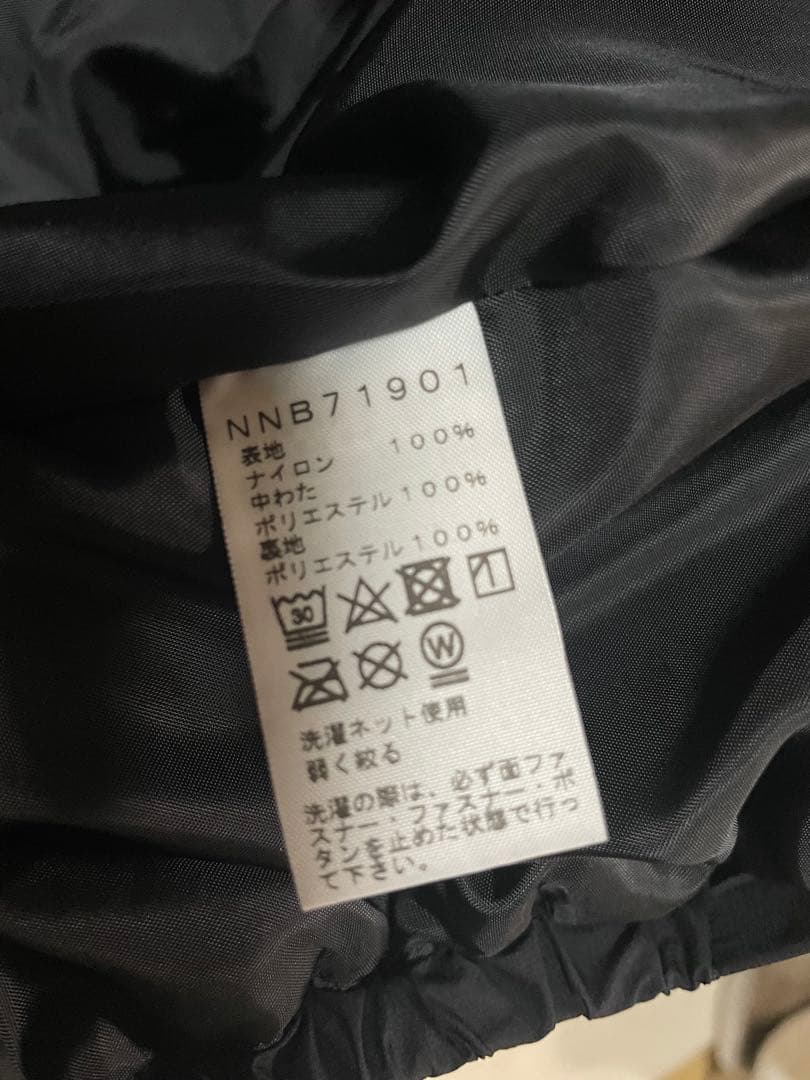 NNB71901
表地
ナイロン 100%
中わた
ポリエステル100%
裏地
ポリエステル100%
30
W
洗濯ネット使用
弱く絞る
洗濯の際は、必ず面ファ
スナー・ファスナー・ボ
タンを止めた状態で行っ
て下さい。